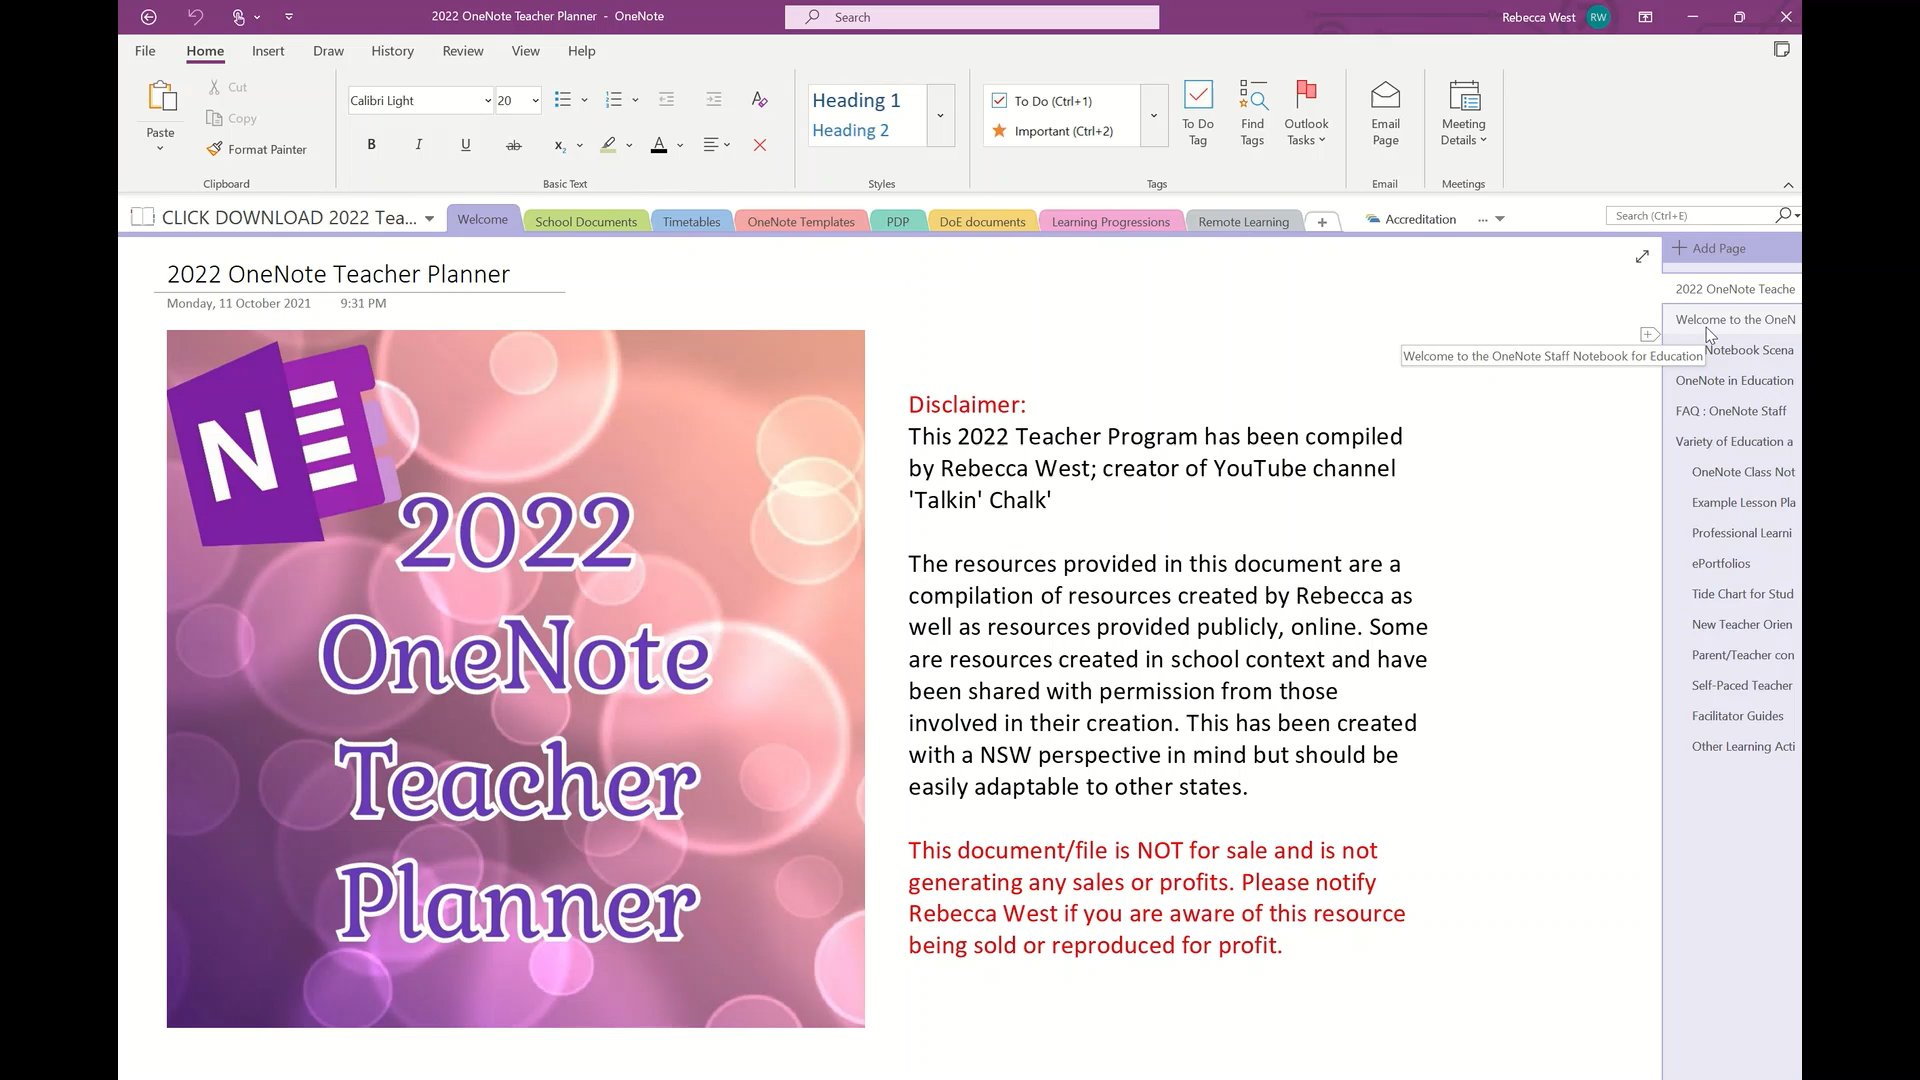 2022 OneNote Teacher Planner - OneNote
Search
Rebecca West
RW
File
Home
Insert
Draw
History
Review
View
Help
Paste
Cut
Copy
Format Painter
Clipboard
Calibri Light
20
B
I
U
ab
x₂
A
Basic Text
Heading 1
Heading 2
Styles
To Do (Ctrl+1)
Important (Ctrl+2)
To Do
Tag
Find
Tags
Outlook
Tasks
Tags
Email
Page
Email
Meeting
Details
Meetings
CLICK DOWNLOAD 2022 Tea...
Welcome
School Documents
Timetables
OneNote Templates
PDP
DoE documents
Learning Progressions
Remote Learning
Accreditation
...
Search (Ctrl+E)
2022 OneNote Teacher Planner
Monday, 11 October 2021 9:31 PM
N
2022
OneNote
Teacher
Planner
Disclaimer:
This 2022 Teacher Program has been compiled
by Rebecca West; creator of YouTube channel
'Talkin' Chalk'
The resources provided in this document are a
compilation of resources created by Rebecca as
well as resources provided publicly, online. Some
are resources created in school context and have
been shared with permission from those
involved in their creation. This has been created
with a NSW perspective in mind but should be
easily adaptable to other states.
This document/file is NOT for sale and is not
generating any sales or profits. Please notify
Rebecca West if you are aware of this resource
being sold or reproduced for profit.
Add Page
2022 OneNote Teache
Welcome to the OneN
Welcome to the OneNote Staff Notebook for Education
Notebook Scena
OneNote in Education
FAQ : OneNote Staff
Variety of Education a
OneNote Class Not
Example Lesson Pla
Professional Learni
ePortfolios
Tide Chart for Stud
New Teacher Orien
Parent/Teacher con
Self-Paced Teacher
Facilitator Guides
Other Learning Acti